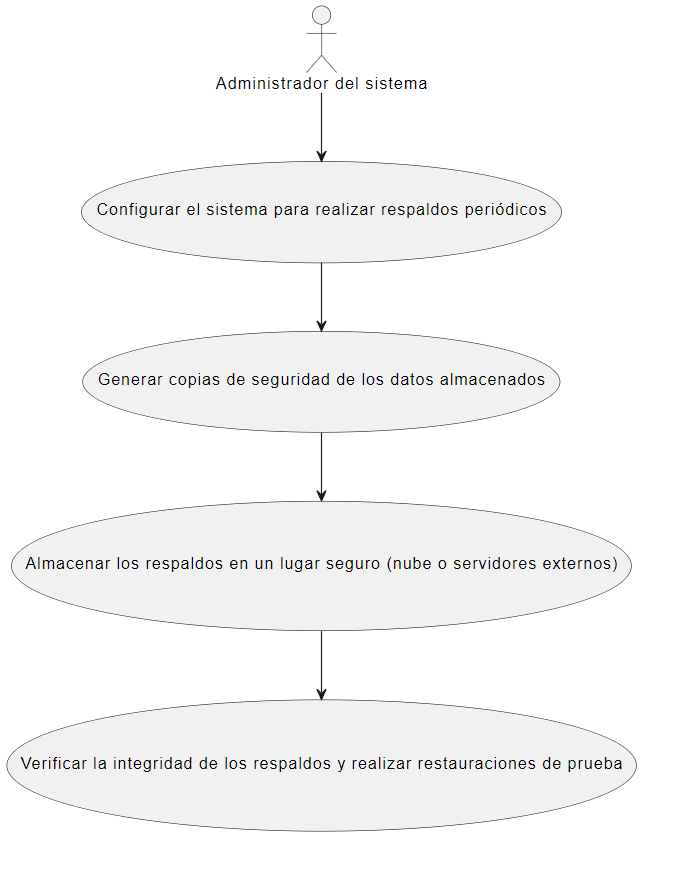 Administrador del sistema
Configurar el sistema para realizar respaldos periódicos
Generar copias de seguridad de los datos almacenados
Almacenar los respaldos en un lugar seguro (nube o servidores externos)
Verificar la integridad de los respaldos y realizar restauraciones de prueba